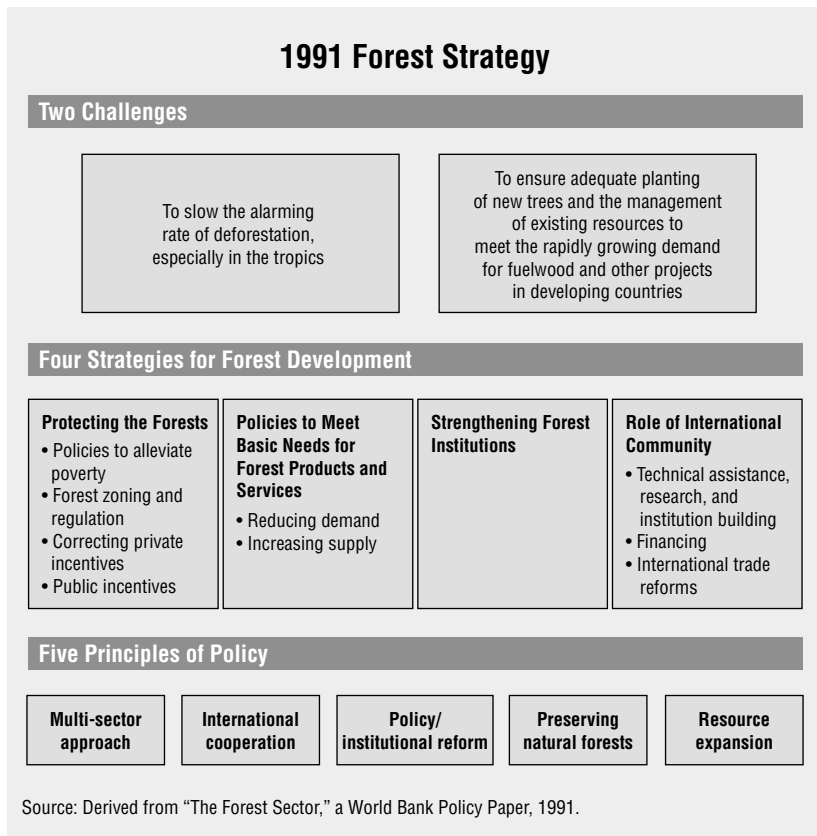 1991 Forest Strategy
Two Challenges
To slow the alarming
rate of deforestation,
especially in the tropics
To ensure adequate planting
of new trees and the management
of existing resources to
meet the rapidly growing demand
for fuelwood and other projects
in developing countries
Four Strategies for Forest Development
Protecting the Forests
• Policies to alleviate
poverty
• Forest zoning and
regulation
• Correcting private
incentives
• Public incentives
Policies to Meet
Basic Needs for
Forest Products and
Services
• Reducing demand
• Increasing supply
Strengthening Forest
Institutions
Role of International
Community
• Technical assistance,
research, and
institution building
• Financing
• International trade
reforms
Five Principles of Policy
Multi-sector
approach
International
cooperation
Policy/
institutional reform
Preserving
natural forests
Resource
expansion
Source: Derived from “The Forest Sector,” a World Bank Policy Paper, 1991.